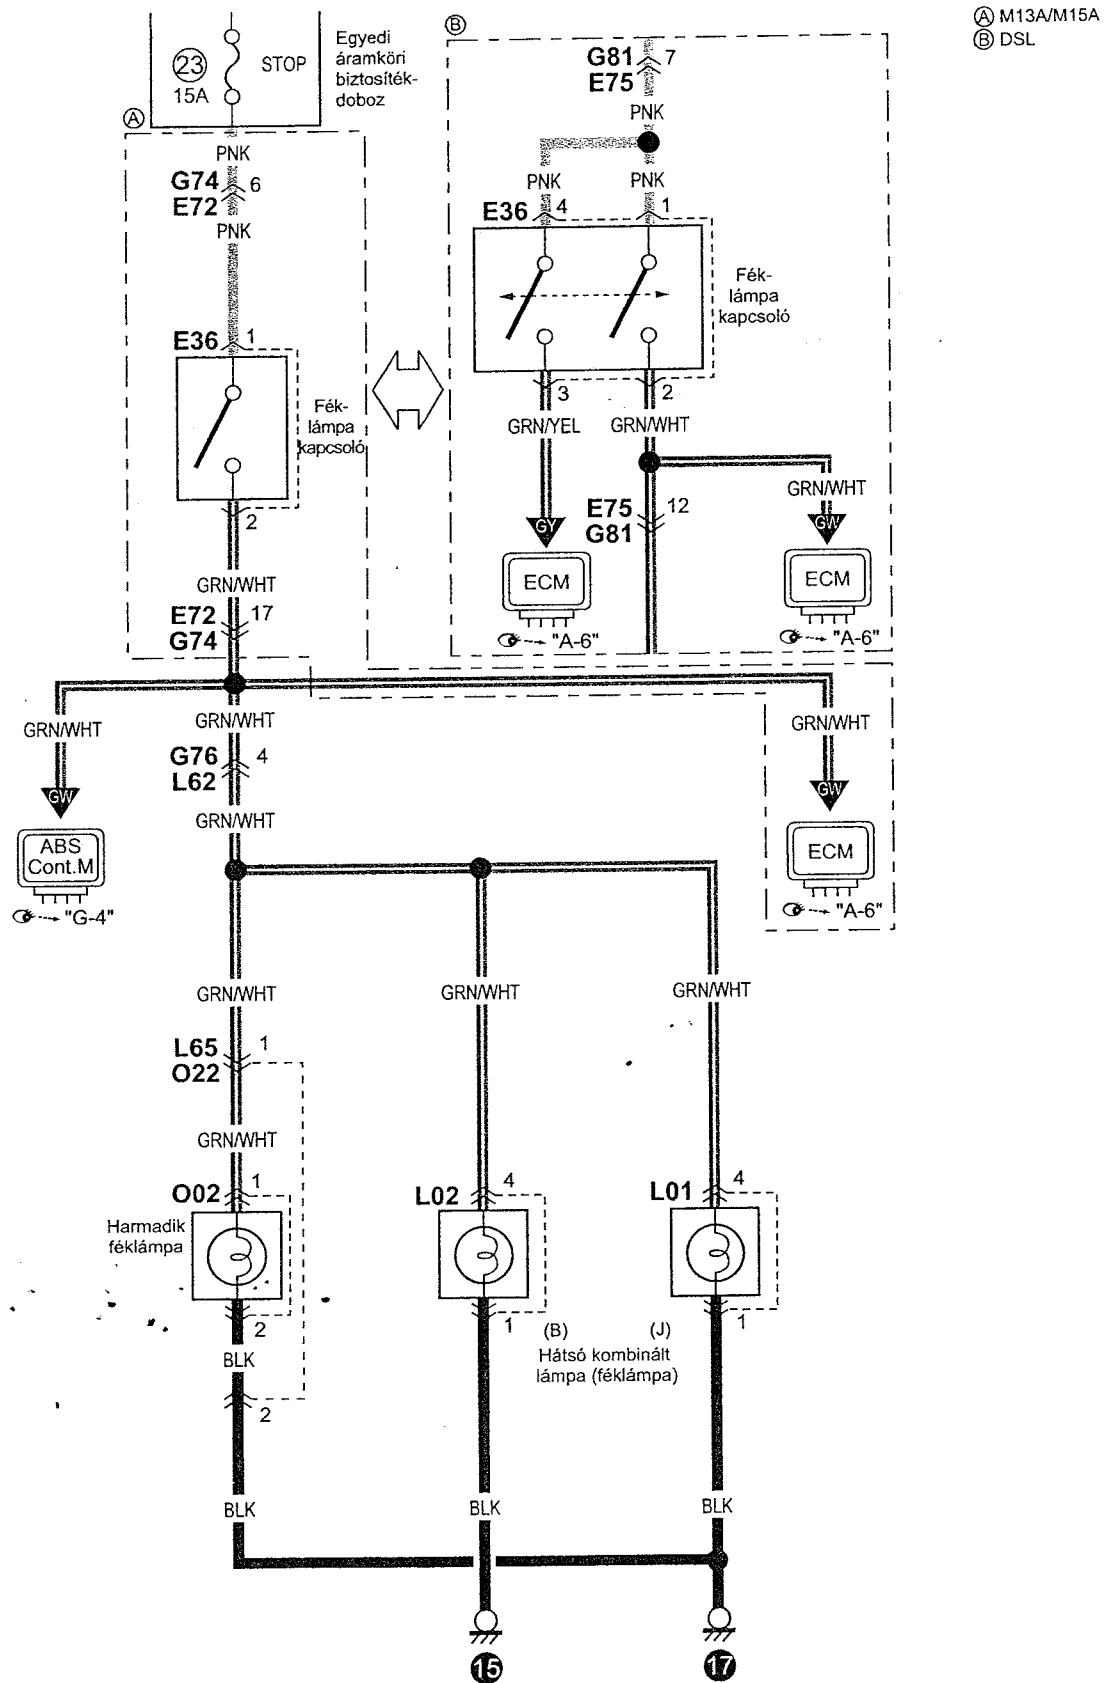 Ⓐ M13A/M15A
Ⓑ DSL
23
15A
STOP
Egyedi
áramköri
biztosíték-
doboz
Ⓐ
PNK
G74 6
E72
PNK
E36 1
Fék-
lámpa
kapcsoló
2
GRN/WHT
E72 17
G74
Ⓑ
G81 7
E75
PNK
PNK PNK
E36 4 1
Fék-
lámpa
kapcsoló
3 2
GRN/YEL GRN/WHT
GRN/WHT
E75 12
G81
GY
GW
ECM
ECM
"A-6"
"A-6"
GRN/WHT
GRN/WHT
GRN/WHT
G76 4
L62
GW
GW
GRN/WHT
ABS
Cont.M
"G-4"
ECM
"A-6"
GRN/WHT GRN/WHT GRN/WHT
L65 1
O22
GRN/WHT
O02 1
L02 4
L01 4
Harmadik
féklámpa
2
1
1
(B) (J)
Hátsó kombinált
lámpa (féklámpa)
BLK
2
BLK BLK BLK
15 17